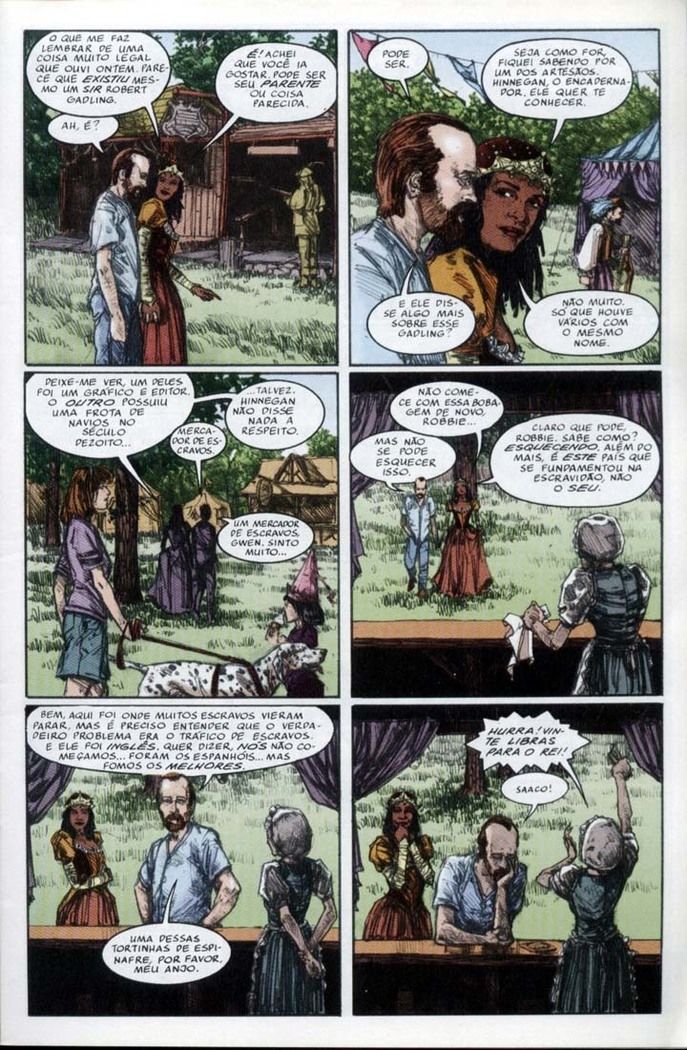 O QUE ME FAZ
LEMBRAR DE UMA
COISA MUITO LEGAL
QUE OUVI ONTEM. PARE-
CE QUE EXISTIU MES-
MO UM SIR ROBERT
GADLING.
AH, É?
É! ACHEI
QUE VOCÊ IA
GOSTAR. PODE SER
SEU PARENTE
OU COISA
PARECIDA.
PODE
SER.
SEJA COMO FOR,
FIQUEI SABENDO POR
UM DOS ARTESÃOS.
HINNEGAN, O ENCADERNA-
DOR. ELE QUER TE
CONHECER.
E ELE DIS-
SE ALGO MAIS
SOBRE ESSE
GADLING?
NÃO MUITO.
SÓ QUE HOUVE
VÁRIOS COM
O MESMO
NOME.
DEIXE-ME VER, UM DELES
FOI UM GRÁFICO E EDITOR.
O OUTRO POSSUIU
UMA FROTA DE
NAVIOS NO
SÉCULO
DEZOITO...
...TALVEZ.
HINNEGAN
NÃO DISSE
NADA A
RESPEITO.
MERCA-
DOR DE ES-
CRAVOS.
UM MERCADOR
DE ESCRAVOS,
GWEN. SINTO
MUITO...
NÃO COME-
CE COM ESSA BOBA-
GEM DE NOVO,
ROBBIE...
MAS NÃO
SE PODE
ESQUECER
ISSO.
CLARO QUE PODE,
ROBBIE. SABE COMO?
ESQUECENDO. ALÉM DO
MAIS, É ESTE PAÍS QUE
SE FUNDAMENTOU NA
ESCRAVIDÃO, NÃO
O SEU.
BEM, AQUI FOI ONDE MUITOS ESCRAVOS VIERAM
PARAR, MAS É PRECISO ENTENDER QUE O VERDA-
DEIRO PROBLEMA ERA O TRÁFICO DE ESCRAVOS.
E ELE FOI INGLÊS. QUER DIZER, NÓS NÃO CO-
MEÇAMOS... FORAM OS ESPANHÓIS... MAS
FOMOS OS MELHORES.
UMA DESSAS
TORTINHAS DE ESPI-
NAFRE, POR FAVOR,
MEU ANJO.
HURRA! VIN-
TE LIBRAS
PARA O REI!
SAACO!